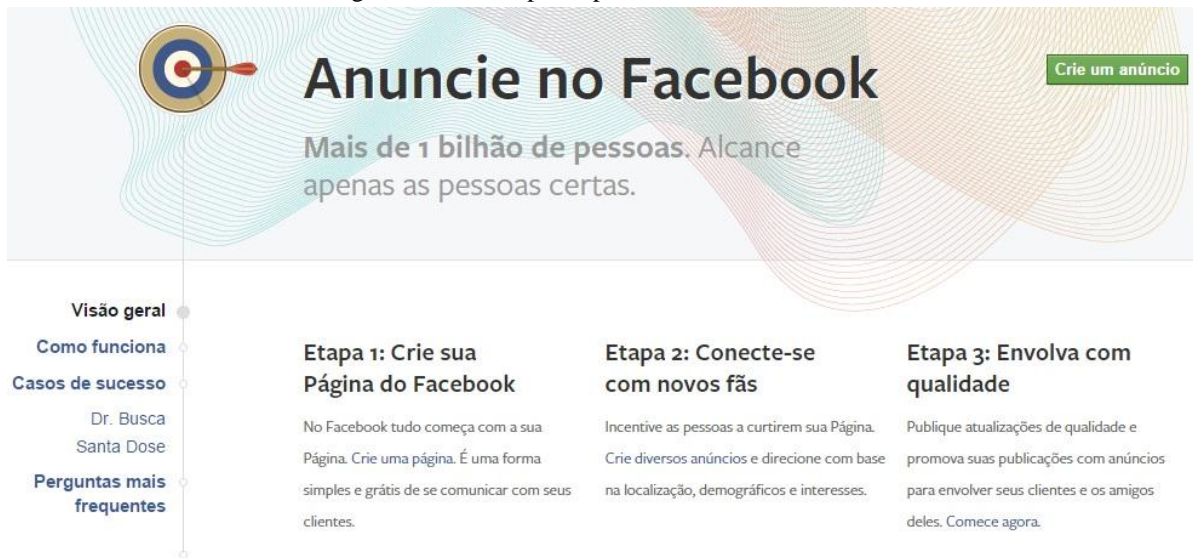 Anuncie no Facebook
Crie um anúncio
Mais de 1 bilhão de pessoas. Alcance
apenas as pessoas certas.
Visão geral
Como funciona
Casos de sucesso
Dr. Busca
Santa Dose
Perguntas mais
frequentes
Etapa 1: Crie sua
Página do Facebook
No Facebook tudo começa com a sua
Página. Crie uma página. É uma forma
simples e grátis de se comunicar com seus
clientes.
Etapa 2: Conecte-se
com novos fãs
Incentive as pessoas a curtirem sua Página.
Crie diversos anúncios e direcione com base
na localização, demográficos e interesses.
Etapa 3: Envolva com
qualidade
Publique atualizações de qualidade e
promova suas publicações com anúncios
para envolver seus clientes e os amigos
deles. Comece agora.